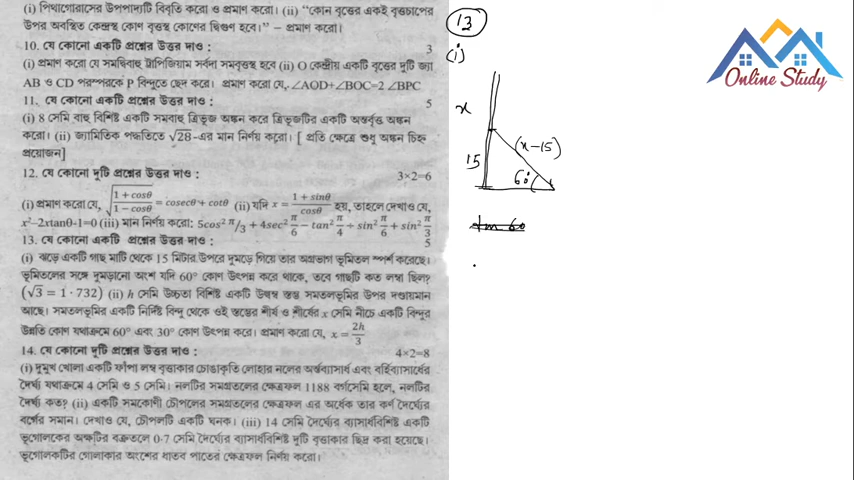 (i) পিথাগোরাসের উপপাদ্যটি বিবৃতি করো ও প্রমাণ করো। (ii) "কোন বৃত্তের একই বৃত্তচাপের
উপর অবস্থিত কেন্দ্রস্থ কোণ বৃত্তস্থ কোণের দ্বিগুণ হবে।" – প্রমাণ করো।
10. যে কোনো একটি প্রশ্নের উত্তর দাও : 3
(i) প্রমাণ করো যে সমদ্বিবাহু ট্রাপিজিয়াম সর্বদা সমবৃত্তস্থ হবে। (ii) O কেন্দ্রীয় একটি বৃত্তের দুটি জ্যা
AB ও CD পরস্পরকে P বিন্দুতে ছেদ করে। প্রমাণ করো যে, ∠AOD+∠BOC=2 ∠BPC
11. যে কোনো একটি প্রশ্নের উত্তর দাও : 5
(i) 8 সেমি বাহু বিশিষ্ট একটি সমবাহু ত্রিভুজ অঙ্কন করে ত্রিভুজটির একটি অন্তর্বৃত্ত অঙ্কন
করো। (ii) জ্যামিতিক পদ্ধতিতে √28-এর মান নির্ণয় করো। [ প্রতি ক্ষেত্রে শুধু অঙ্কন চিহ্ন
প্রয়োজন]
12. যে কোনো দুটি প্রশ্নের উত্তর দাও : 3×2=6
(i) প্রমাণ করো যে, √((1+cosθ)/(1−cosθ)) = cosecθ+cotθ (ii) যদি x = (1+sinθ)/cosθ হয়, তাহলে দেখাও যে,
x²−2xtanθ-1=0 (iii) মান নির্ণয় করো: 5cos² π/3 + 4sec² π/6 − tan² π/4 ÷ sin² π/6 + sin² π/3
13. যে কোনো একটি প্রশ্নের উত্তর দাও : 5
(i) ঝড়ে একটি গাছ মাটি থেকে 15 মিটার উপরে দুমড়ে গিয়ে তার অগ্রভাগ ভূমিতল স্পর্শ করেছে।
ভূমিতলের সঙ্গে দুমড়ানো অংশ যদি 60° কোণ উৎপন্ন করে থাকে, তবে গাছটি কত লম্বা ছিল?
(√3 = 1·732) (ii) h সেমি উচ্চতা বিশিষ্ট একটি উলম্ব স্তম্ভ সমতলভূমির উপর দণ্ডায়মান
আছে। সমতলভূমির একটি নির্দিষ্ট বিন্দু থেকে ওই স্তম্ভের শীর্ষ ও শীর্ষের x সেমি নীচে একটি বিন্দুর
উন্নতি কোণ যথাক্রমে 60° এবং 30° কোণ উৎপন্ন করে। প্রমাণ করো যে, x = 2h/3
14. যে কোনো দুটি প্রশ্নের উত্তর দাও : 4×2=8
(i) দুমুখ খোলা একটি ফাঁপা লম্ব বৃত্তাকার চোঙাকৃতি লোহার নলের অন্তর্ব্যাসার্ধ এবং বহির্ব্যাসার্ধের
দৈর্ঘ্য যথাক্রমে 4 সেমি ও 5 সেমি। নলটির সমগ্রতলের ক্ষেত্রফল 1188 বর্গসেমি হলে, নলটির
দৈর্ঘ্য কত? (ii) একটি সমকোণী চৌপলের সমগ্রতলের ক্ষেত্রফল এর অর্ধেক তার কর্ণ দৈর্ঘ্যের
বর্গের সমান। দেখাও যে, চৌপলটি একটি ঘনক। (iii) 14 সেমি দৈর্ঘ্যের ব্যাসার্ধবিশিষ্ট একটি
ভূগোলকের অক্ষটির বক্রতলে 0·7 সেমি দৈর্ঘ্যের ব্যাসার্ধবিশিষ্ট দুটি বৃত্তাকার ছিদ্র করা হয়েছে।
ভূগোলকটির গোলাকার অংশের ধাতব পাতের ক্ষেত্রফল নির্ণয় করো।
13
(i)
x
(x−15)
15
60°
tan 60
Online Study